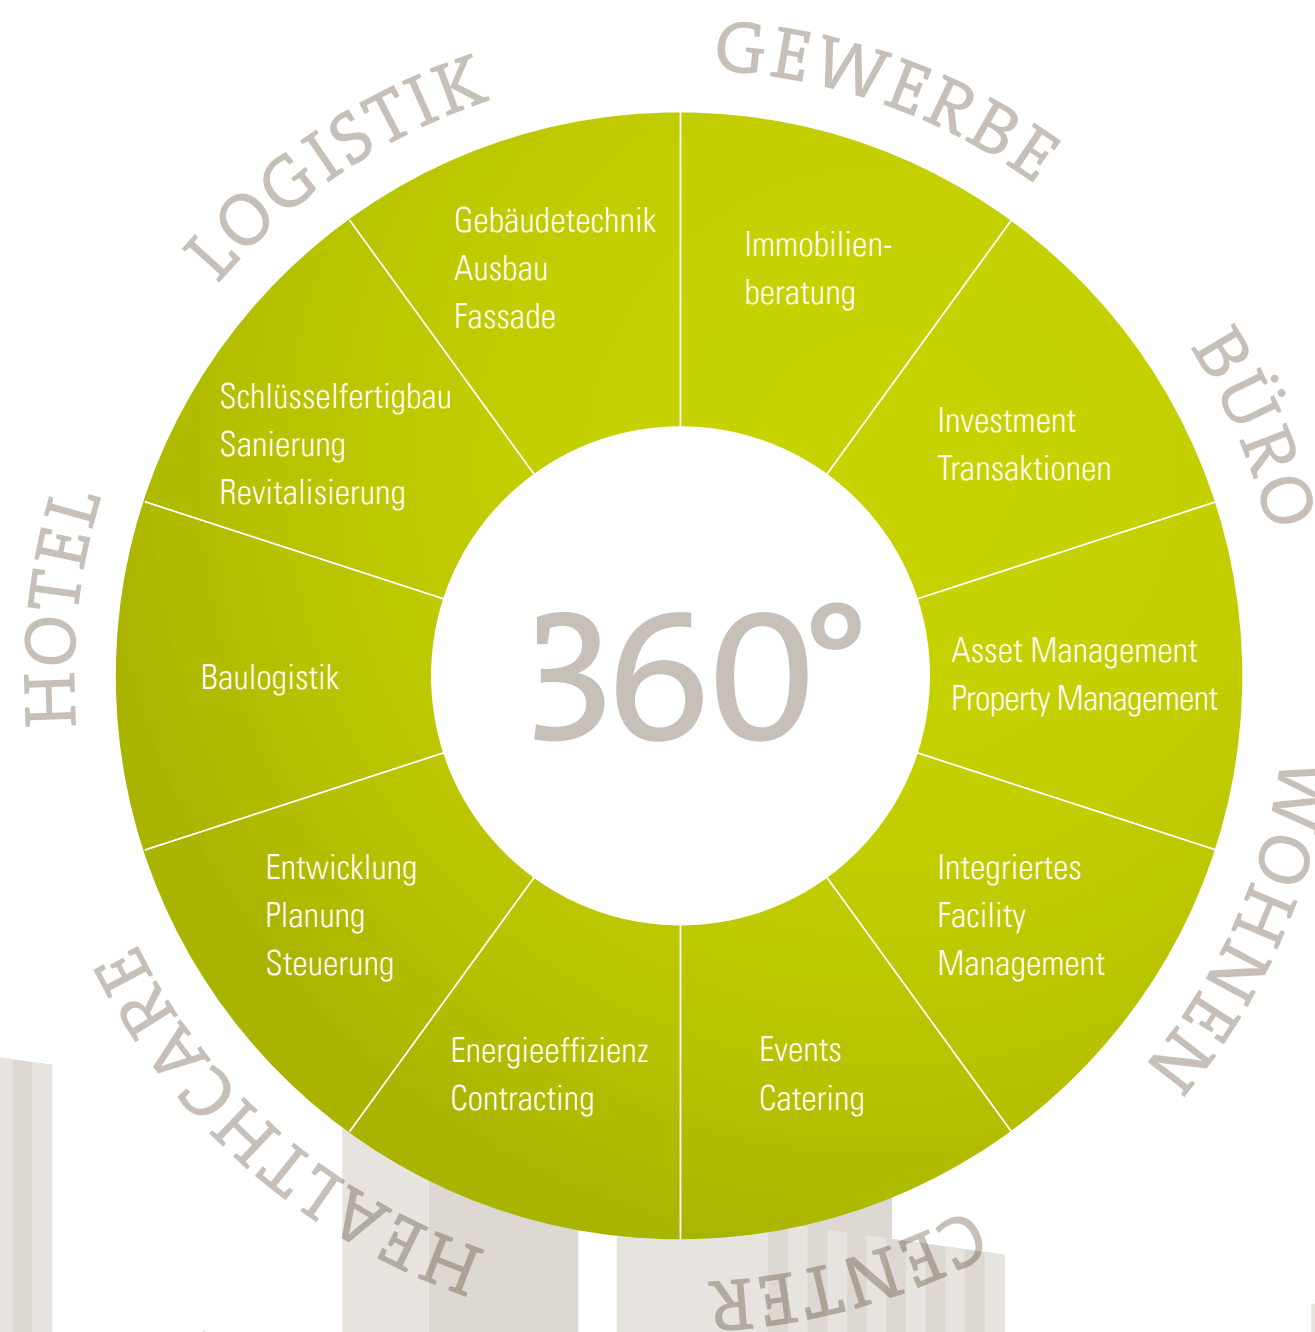 GEWERBE
LOGISTIK
Gebäudetechnik
Ausbau
Fassade
Immobilien-
beratung
BÜRO
Schlüsselfertigbau
Sanierung
Revitalisierung
Investment
Transaktionen
HOTEL
360°
Baulogistik
Asset Management
Property Management
WOHNEN
Entwicklung
Planung
Steuerung
Integriertes
Facility
Management
HEALTHCARE
Energieeffizienz
Contracting
Events
Catering
CENTER